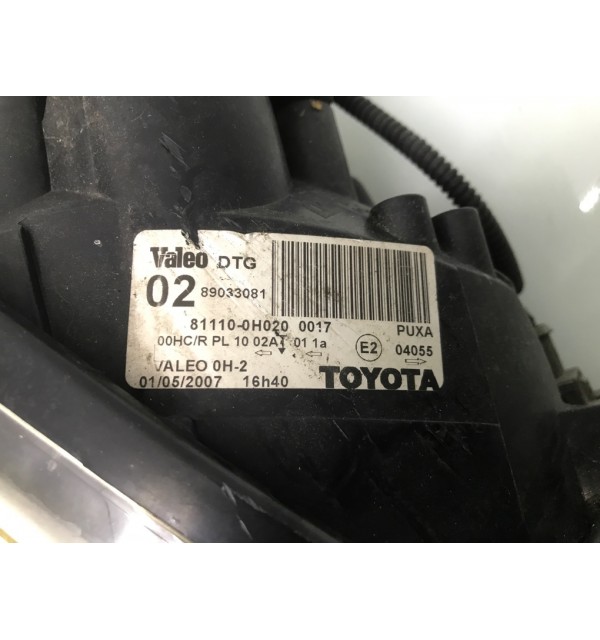 Valeo DTG
02 89033081
81110-0H020 0017 PUXA
00HC/R PL 10 02A 01 1a E2 04055
VALEO 0H-2
01/05/2007 16h40 TOYOTA